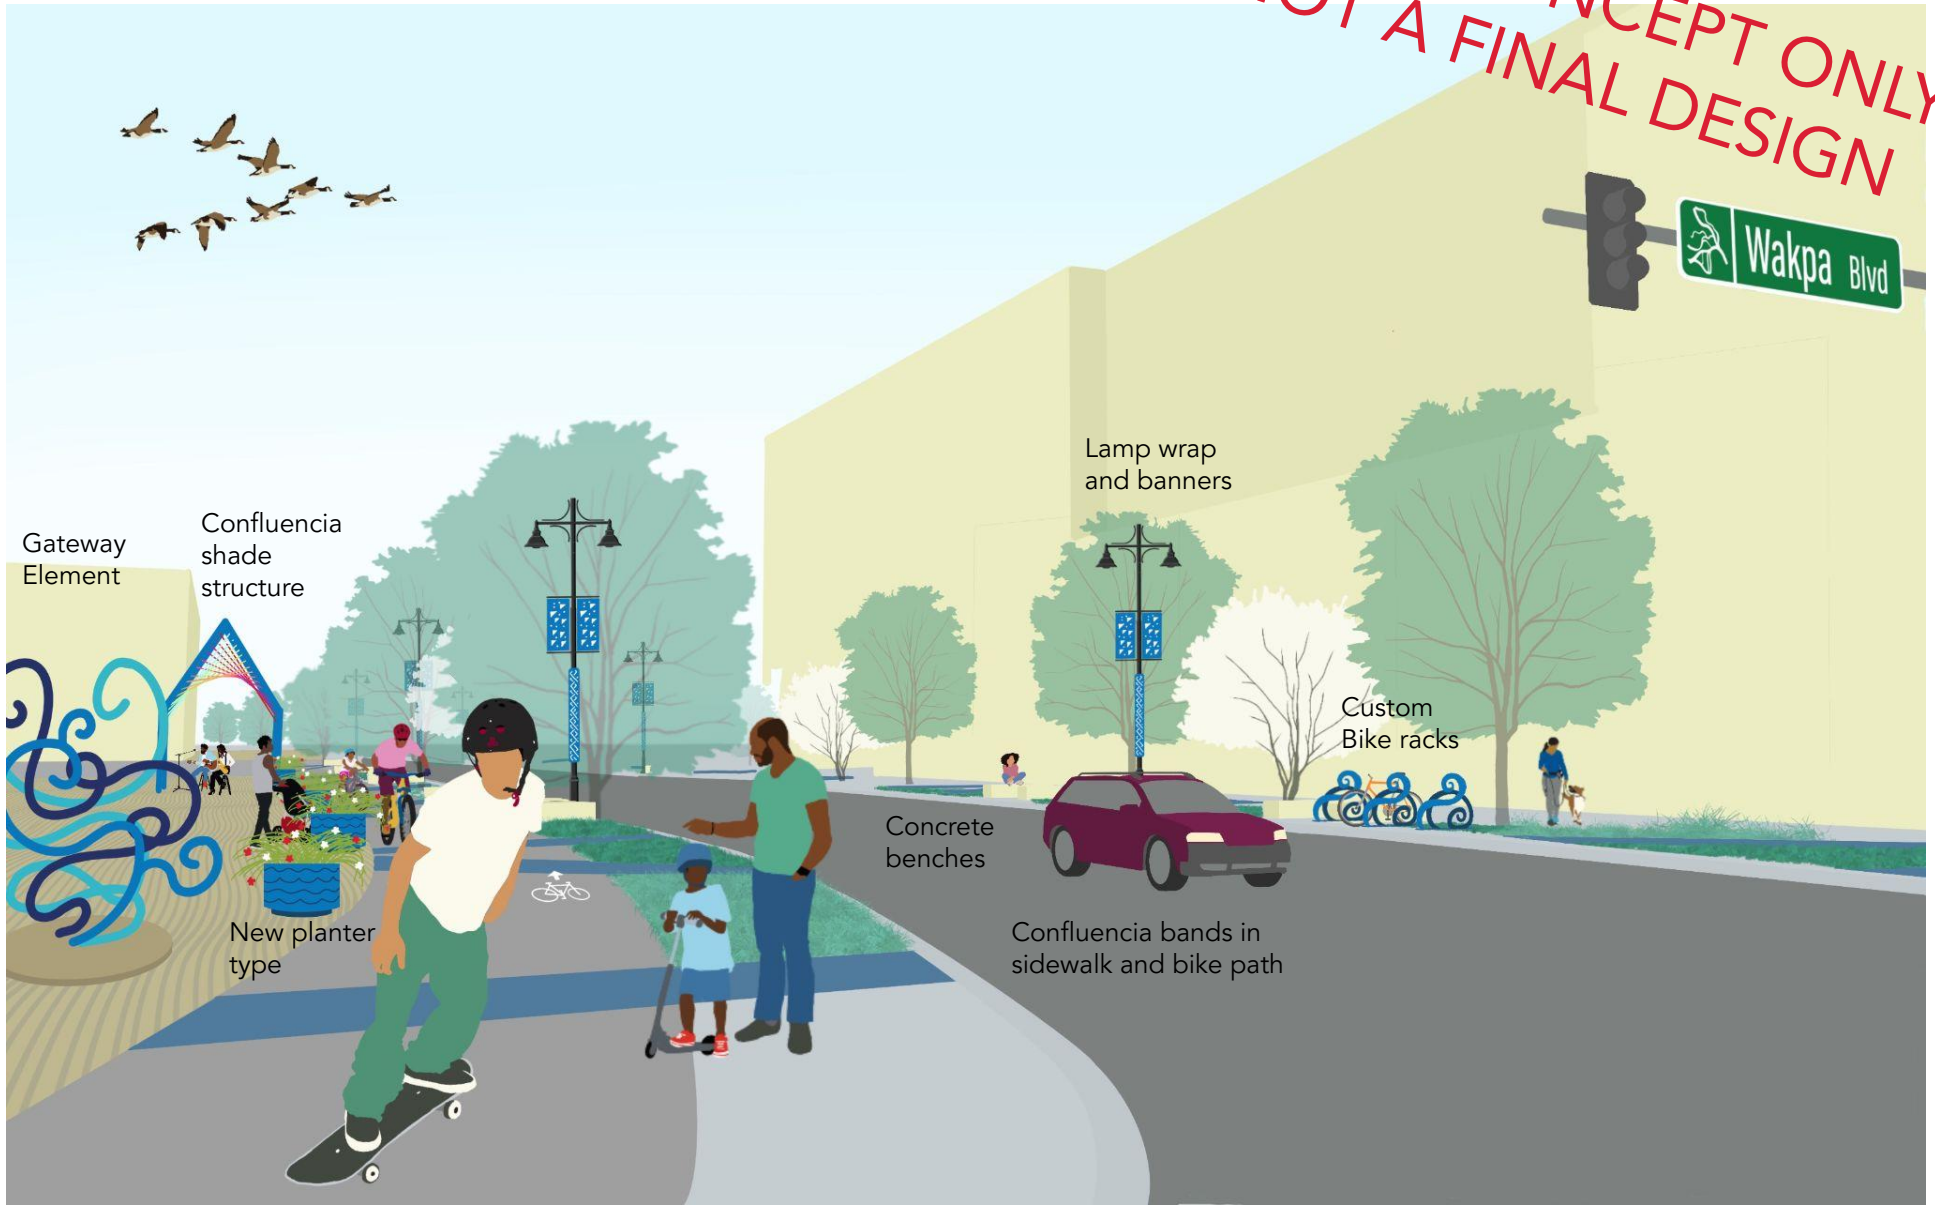 NCEPT ONLY
OT A FINAL DESIGN
Wakpa Blvd
Lamp wrap
and banners
Gateway
Element
Confluencia
shade
structure
Custom
Bike racks
Concrete
benches
New planter
type
Confluencia bands in
sidewalk and bike path